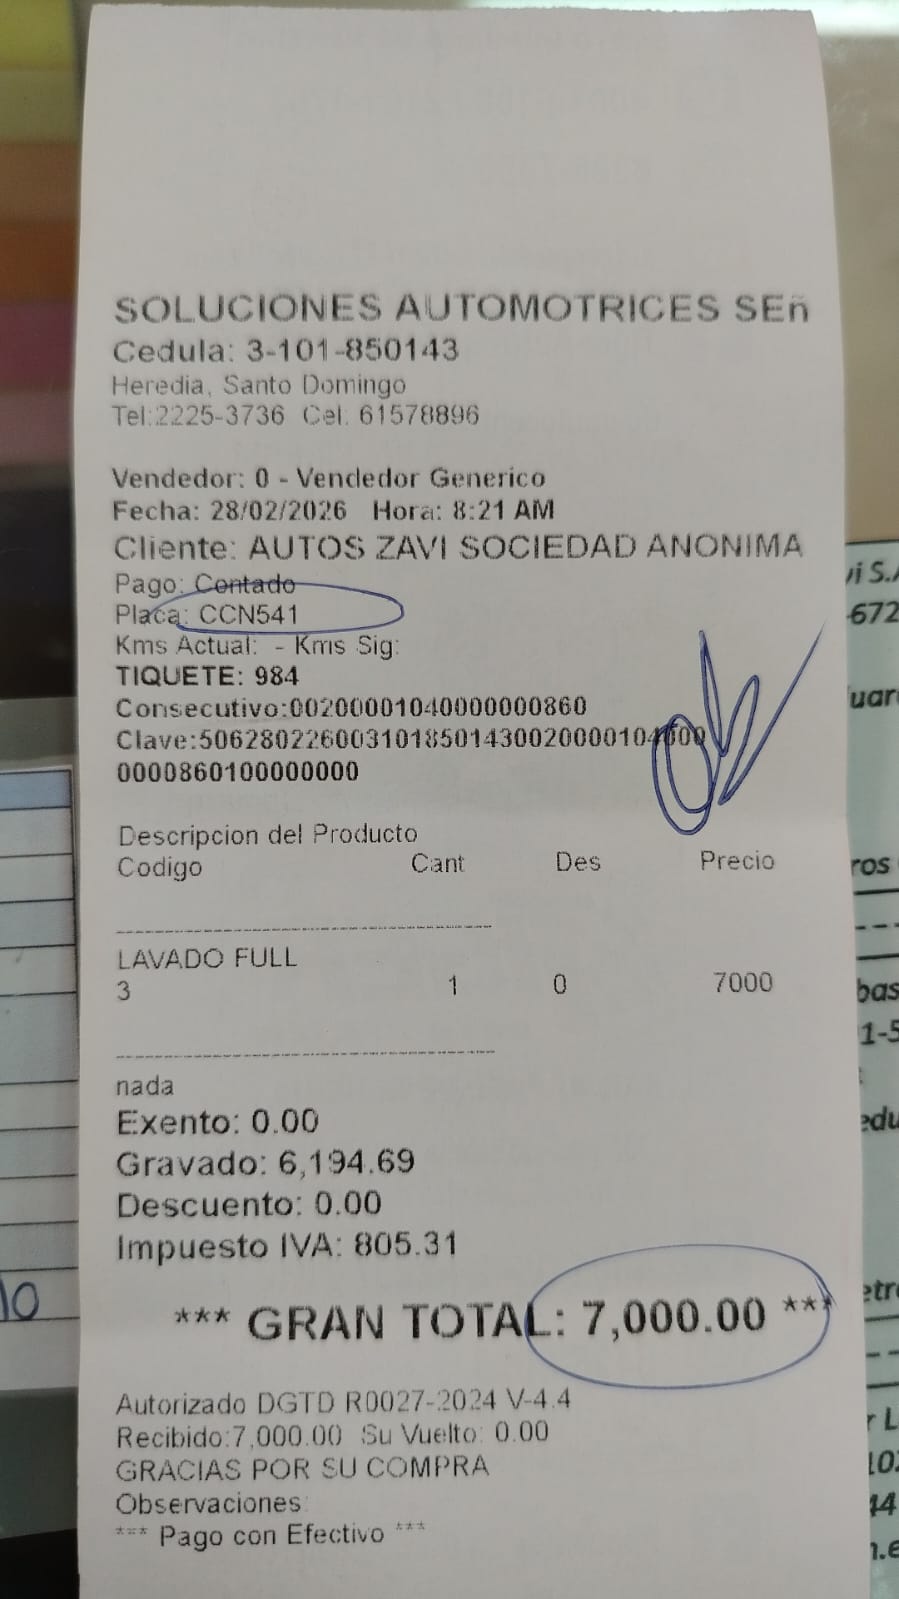 SOLUCIONES AUTOMOTRICES SEñ
Cedula: 3-101-850143
Heredia, Santo Domingo
Tel:2225-3736 Cel: 61578896
Vendedor: 0 - Vendedor Generico
Fecha: 28/02/2026 Hora: 8:21 AM
Cliente: AUTOS ZAVI SOCIEDAD ANONIMA
Pago: Contado
Placa: CCN541
Kms Actual: - Kms Sig:
TIQUETE: 984
Consecutivo:00200001040000000860
Clave:50628022600310185014300200001040000
0000860100000000
ok
Descripcion del Producto
Codigo Cant Des Precio
LAVADO FULL
3 1 0 7000
nada
Exento: 0.00
Gravado: 6,194.69
Descuento: 0.00
Impuesto IVA: 805.31
*** GRAN TOTAL: 7,000.00 ***
Autorizado DGTD R0027-2024 V-4.4
Recibido:7,000.00 Su Vuelto: 0.00
GRACIAS POR SU COMPRA
Observaciones:
*** Pago con Efectivo ***